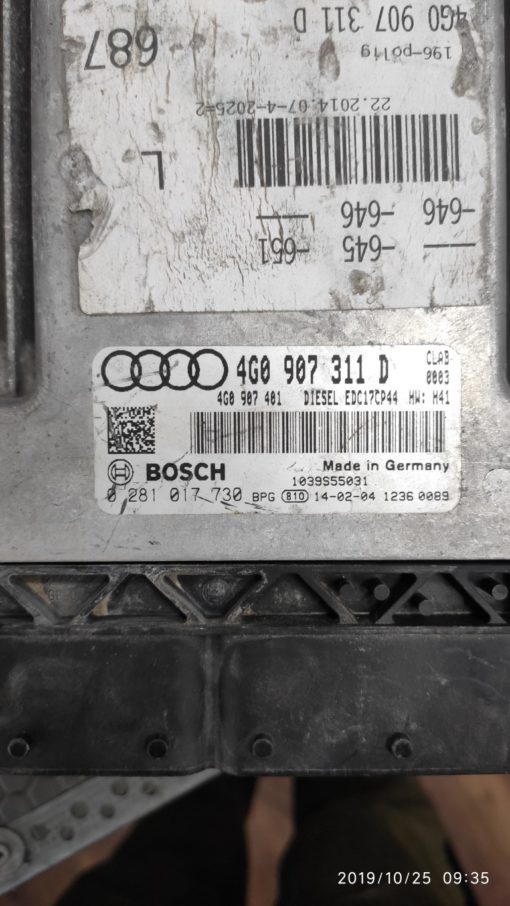 4G0 907 311 D
687
196-polig
22.2014.07-4-2025=2
L
-646 -646
-645 -651
4G0 907 311 D
CLAB
0003
4G0 907 401 DIESEL EDC17CP44 HW: H41
BOSCH
Made in Germany
1039S55031
0 281 017 730 BPG 810 14-02-04 1236 0089
2019/10/25 09:35